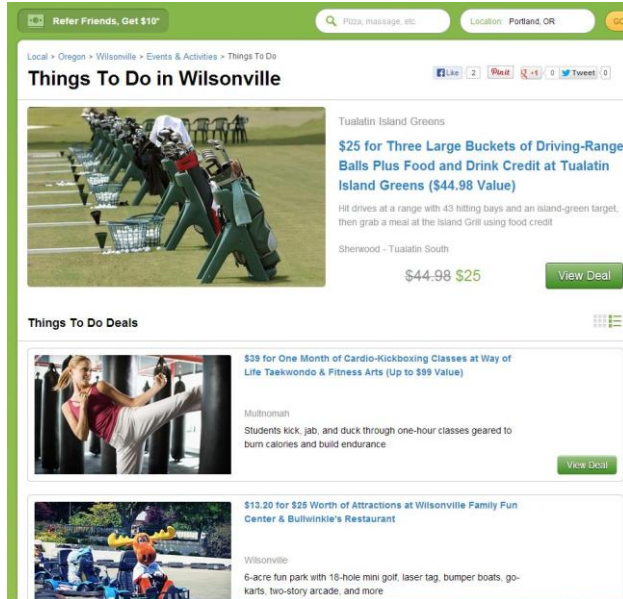 Refer Friends, Get $10*
Pizza, massage, etc
Location: Portland, OR
GO
Local > Oregon > Wilsonville > Events & Activities > Things To Do
Things To Do in Wilsonville
Like 2 Pin it +1 0 Tweet 0
Tualatin Island Greens
$25 for Three Large Buckets of Driving-Range
Balls Plus Food and Drink Credit at Tualatin
Island Greens ($44.98 Value)
Hit drives at a range with 43 hitting bays and an island-green target,
then grab a meal at the Island Grill using food credit
Sherwood - Tualatin South
$44.98 $25
View Deal
Things To Do Deals
$39 for One Month of Cardio-Kickboxing Classes at Way of
Life Taekwondo & Fitness Arts (Up to $99 Value)
Multnomah
Students kick, jab, and duck through one-hour classes geared to
burn calories and build endurance
View Deal
$13.20 for $25 Worth of Attractions at Wilsonville Family Fun
Center & Bullwinkle's Restaurant
Wilsonville
6-acre fun park with 18-hole mini golf, laser tag, bumper boats, go-
karts, two-story arcade, and more